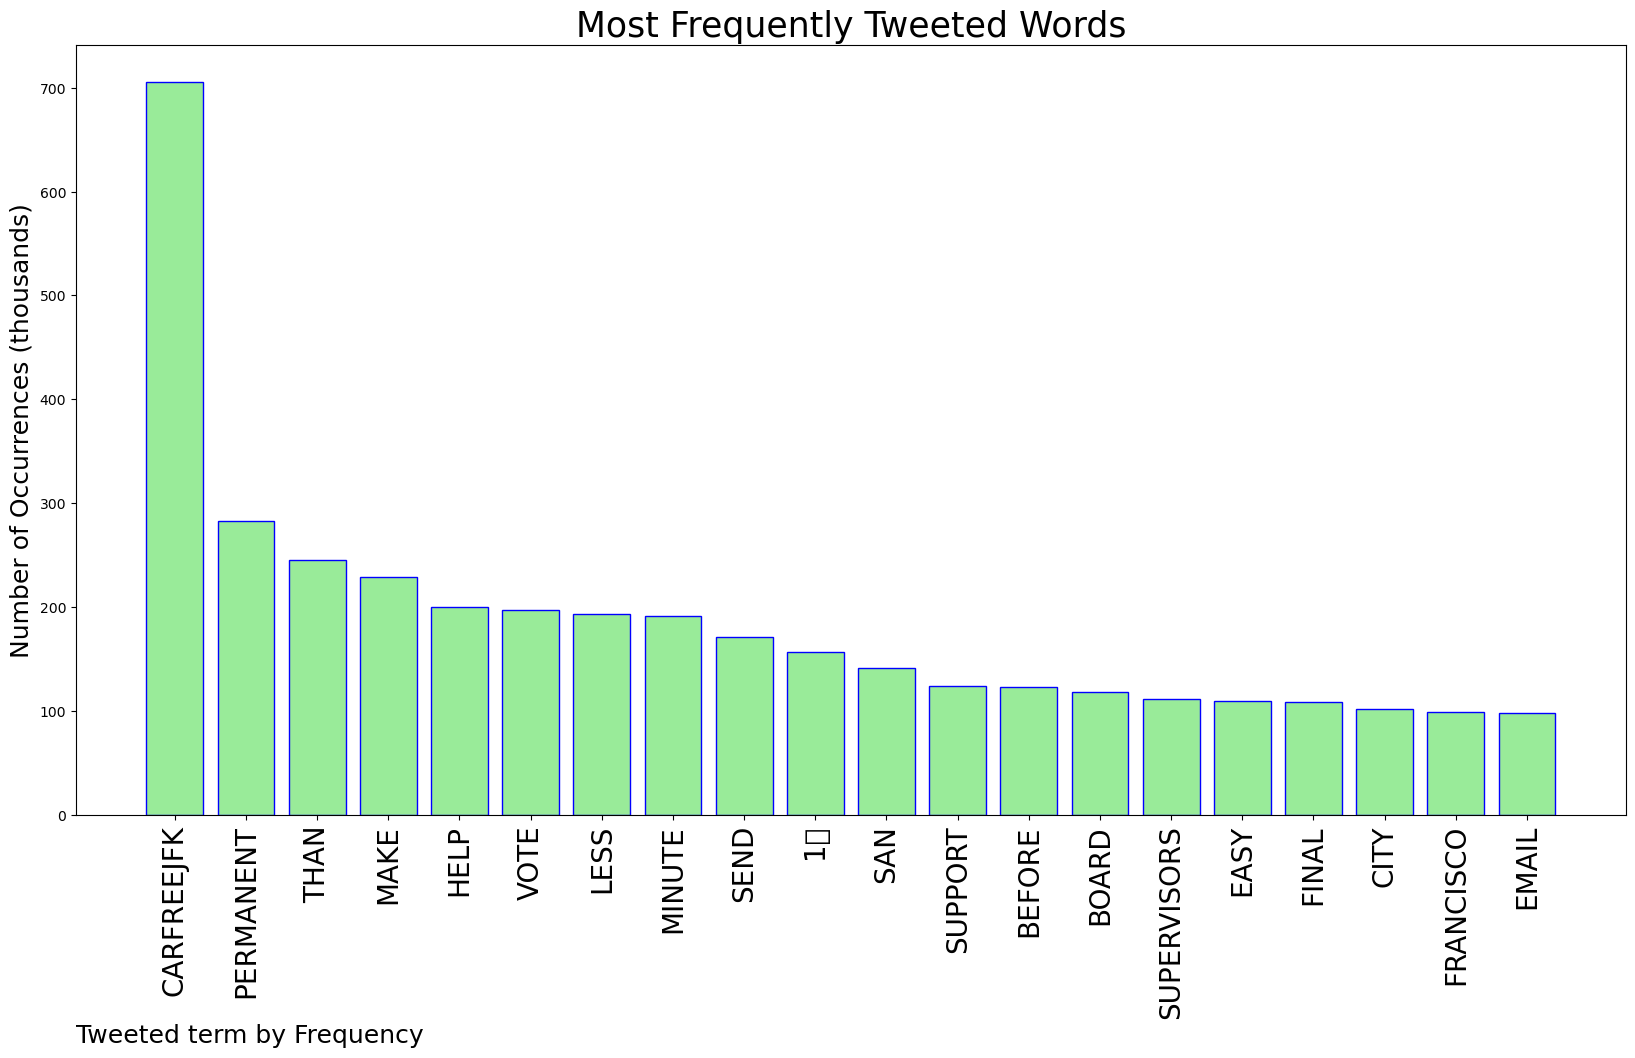 Most Frequently Tweeted Words
Number of Occurrences (thousands)
700
600
500
400
300
200
100
0
CARFREEJFK
PERMANENT
THAN
MAKE
HELP
VOTE
LESS
MINUTE
SEND
1▯
SAN
SUPPORT
BEFORE
BOARD
SUPERVISORS
EASY
FINAL
CITY
FRANCISCO
EMAIL
Tweeted term by Frequency